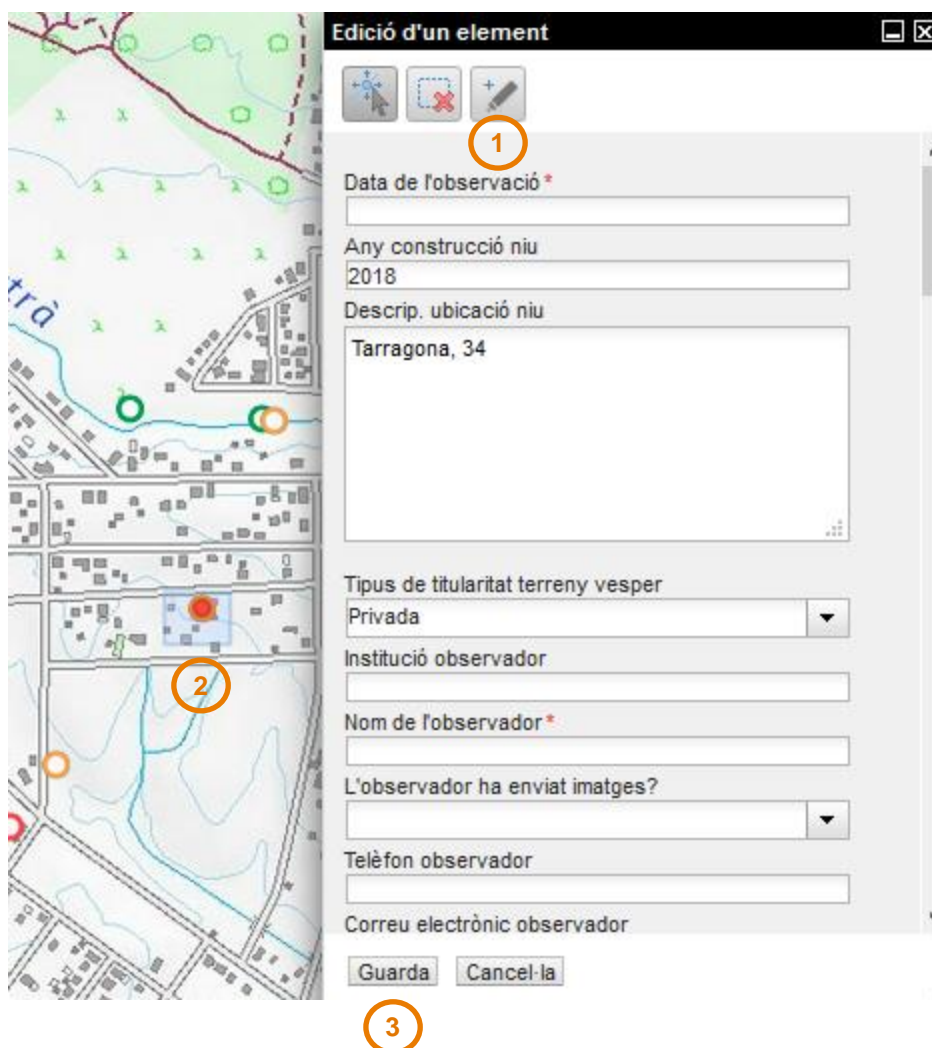 Edició d'un element
1
Data de l'observació *
Any construcció niu
2018
Descrip. ubicació niu
Tarragona, 34
trà
Tipus de titularitat terreny vesper
Privada
Institució observador
2
Nom de l'observador *
L'observador ha enviat imatges?
Telèfon observador
Correu electrònic observador
Guarda Cancel·la
3